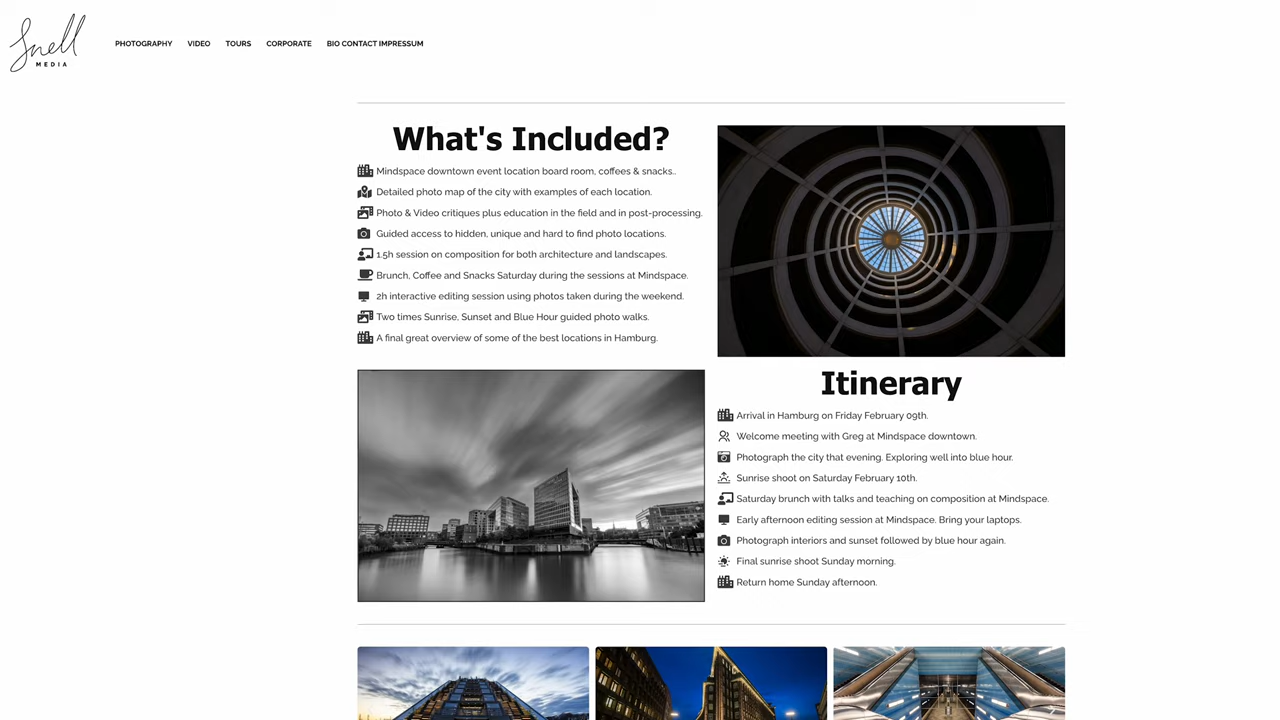 Snell
MEDIA
PHOTOGRAPHY VIDEO TOURS CORPORATE BIO CONTACT IMPRESSUM
What's Included?
Mindspace downtown event location board room, coffees & snacks..
Detailed photo map of the city with examples of each location.
Photo & Video critiques plus education in the field and in post-processing.
Guided access to hidden, unique and hard to find photo locations.
1.5h session on composition for both architecture and landscapes.
Brunch, Coffee and Snacks Saturday during the sessions at Mindspace.
2h interactive editing session using photos taken during the weekend.
Two times Sunrise, Sunset and Blue Hour guided photo walks.
A final great overview of some of the best locations in Hamburg.
Itinerary
Arrival in Hamburg on Friday February 09th.
Welcome meeting with Greg at Mindspace downtown.
Photograph the city that evening. Exploring well into blue hour.
Sunrise shoot on Saturday February 10th.
Saturday brunch with talks and teaching on composition at Mindspace.
Early afternoon editing session at Mindspace. Bring your laptops.
Photograph interiors and sunset followed by blue hour again.
Final sunrise shoot Sunday morning.
Return home Sunday afternoon.